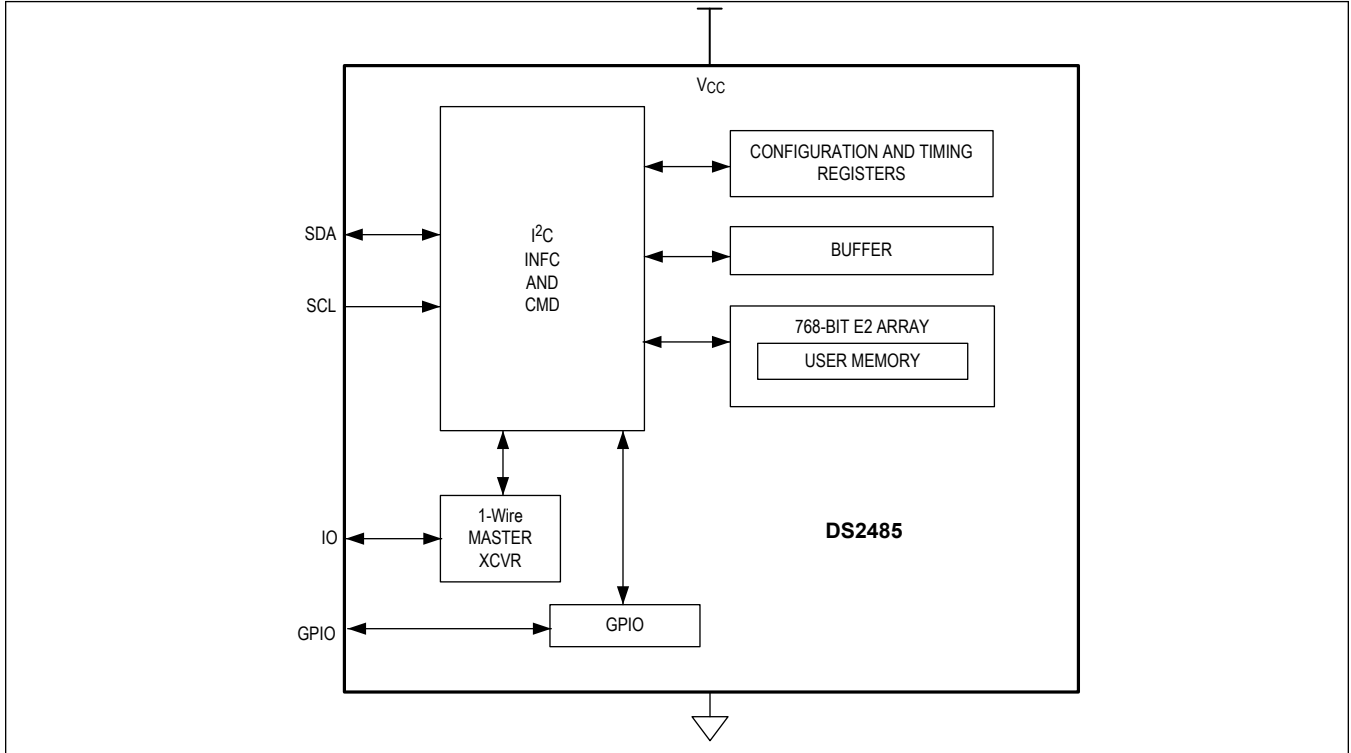 VCC
CONFIGURATION AND TIMING
REGISTERS
SDA
I2C
INFC
AND
CMD
BUFFER
SCL
768-BIT E2 ARRAY
USER MEMORY
1-Wire
MASTER
XCVR
IO
DS2485
GPIO
GPIO